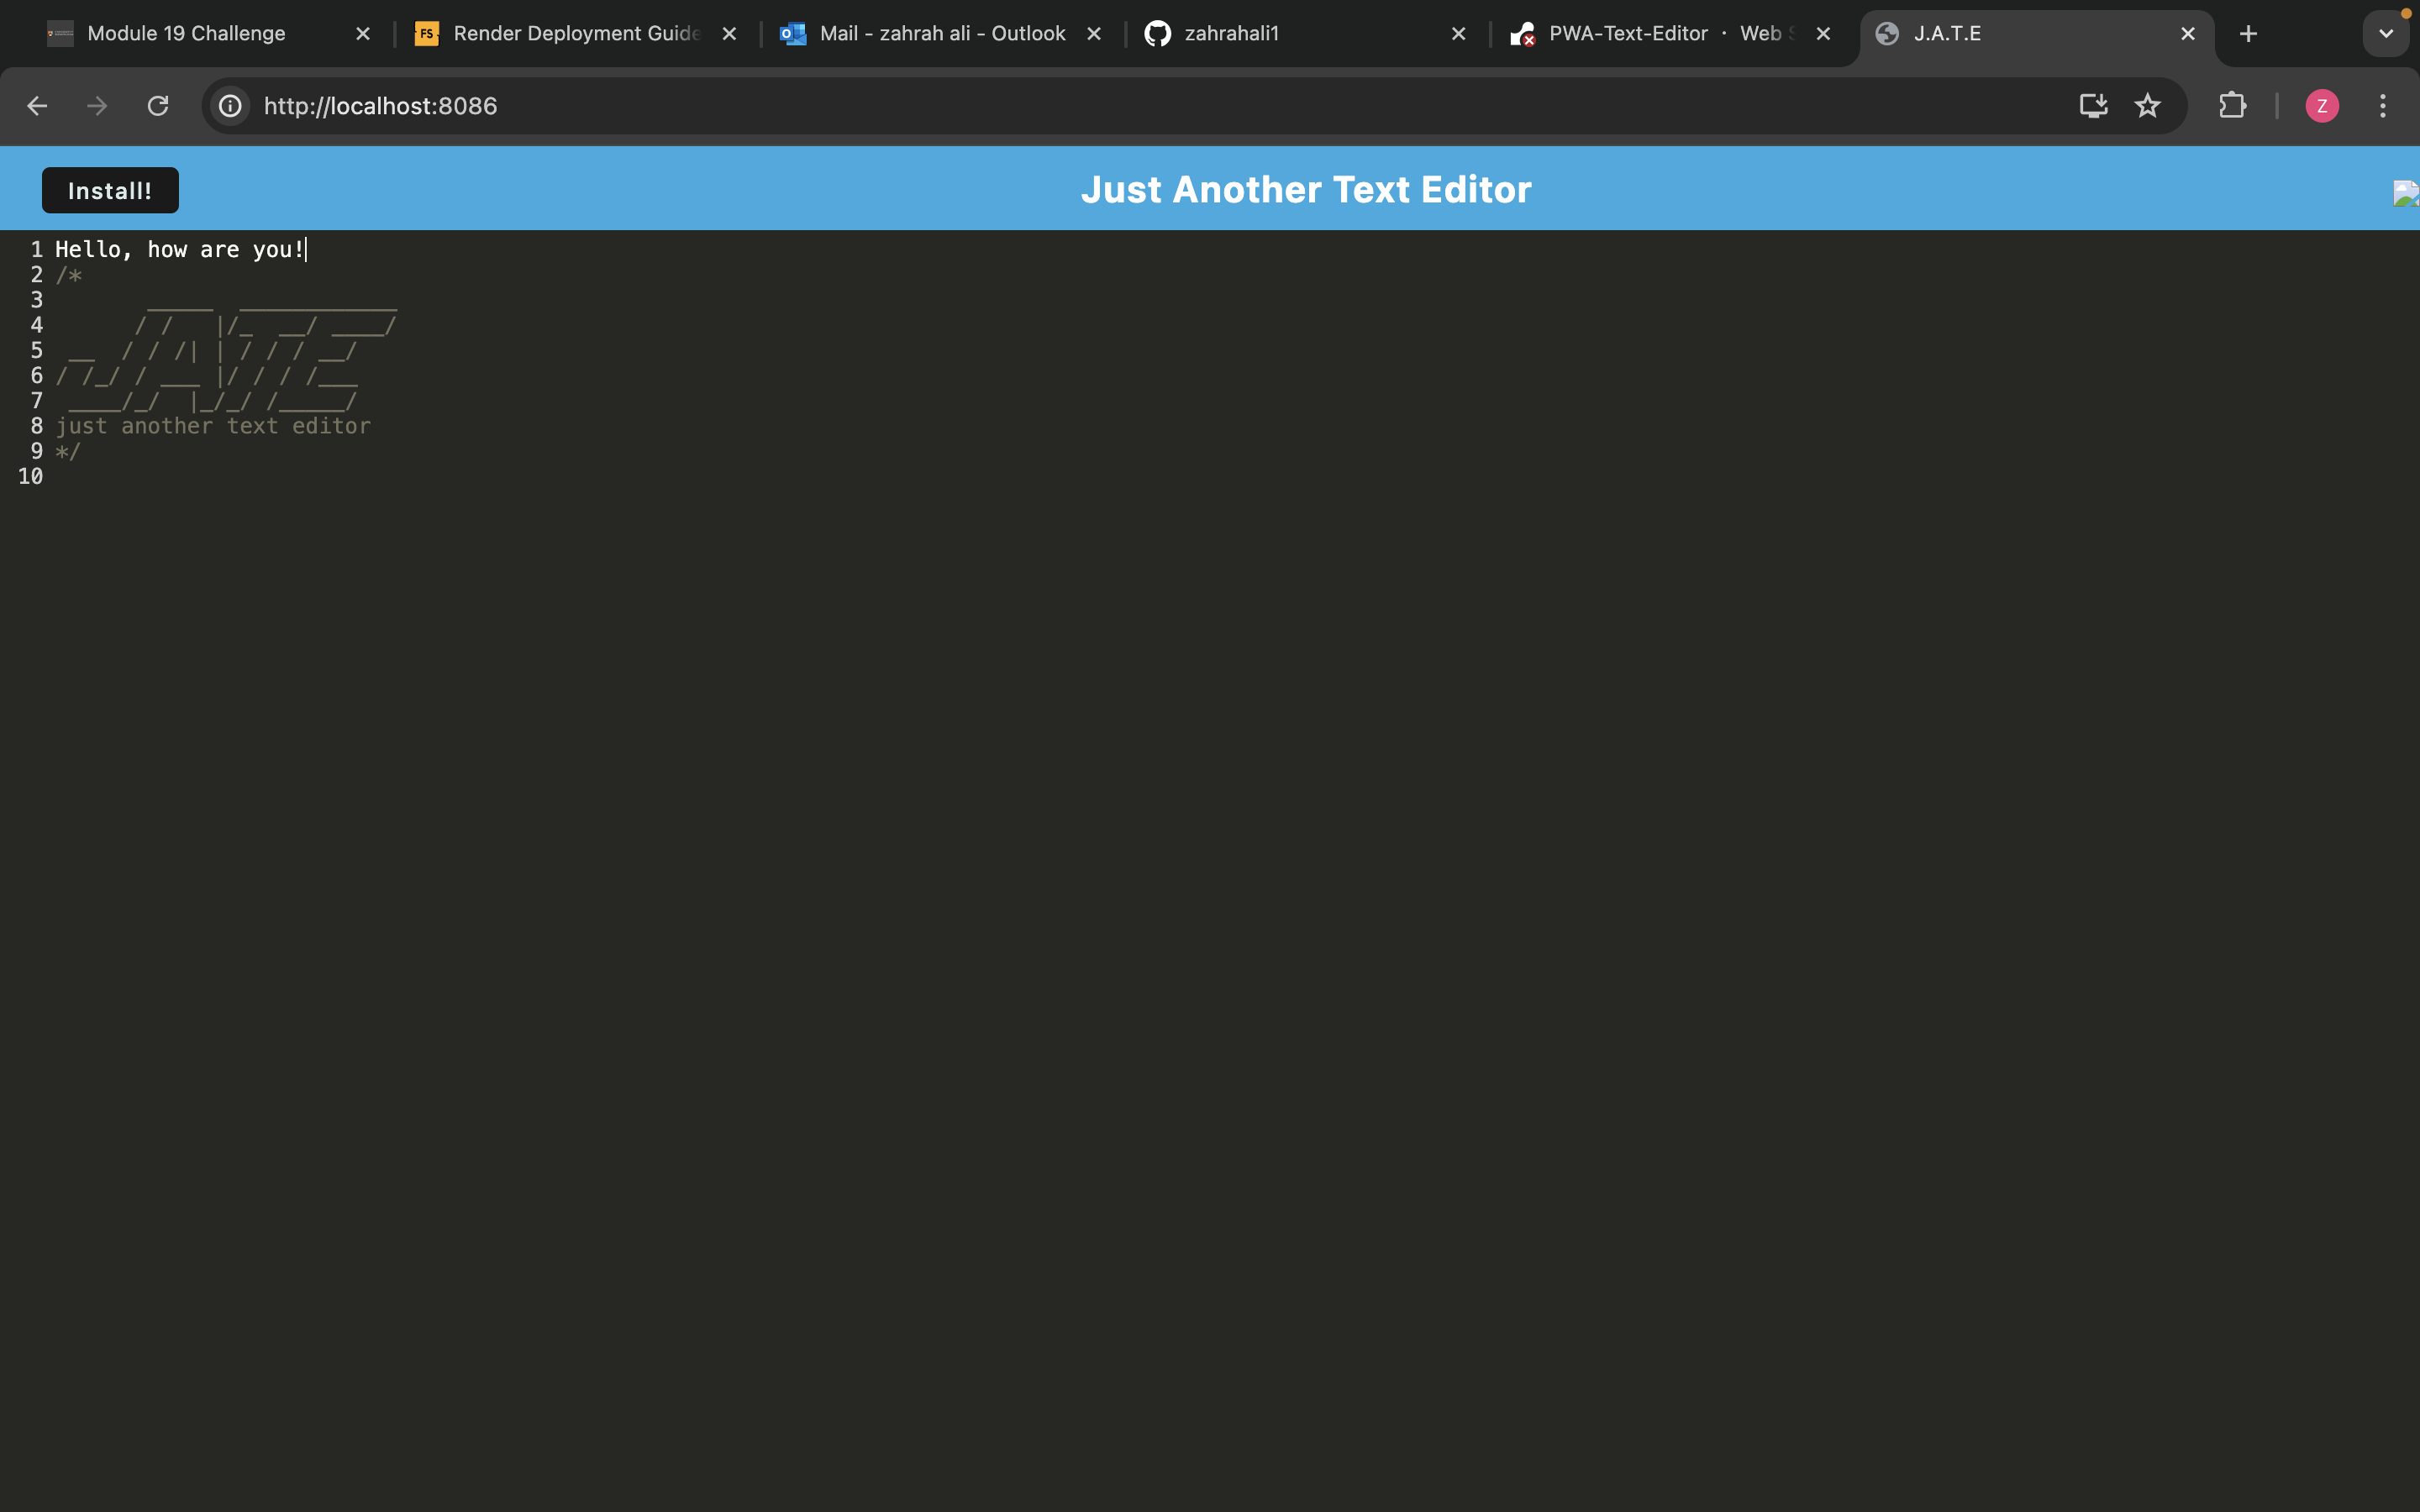 Module 19 Challenge
FS Render Deployment Guide
Mail - zahrah ali - Outlook
zahrahali1
PWA-Text-Editor · Web S
J.A.T.E
http://localhost:8086
Z
Install!
Just Another Text Editor
1 Hello, how are you!
2 /*
3        _____  ____________
4       / /   |/_  __/ ____/
5  __  / / /| | / / / __/
6 / /_/ / ___ |/ / / /___
7  ____/_/  |_/_/ /_____/
8 just another text editor
9 */
10